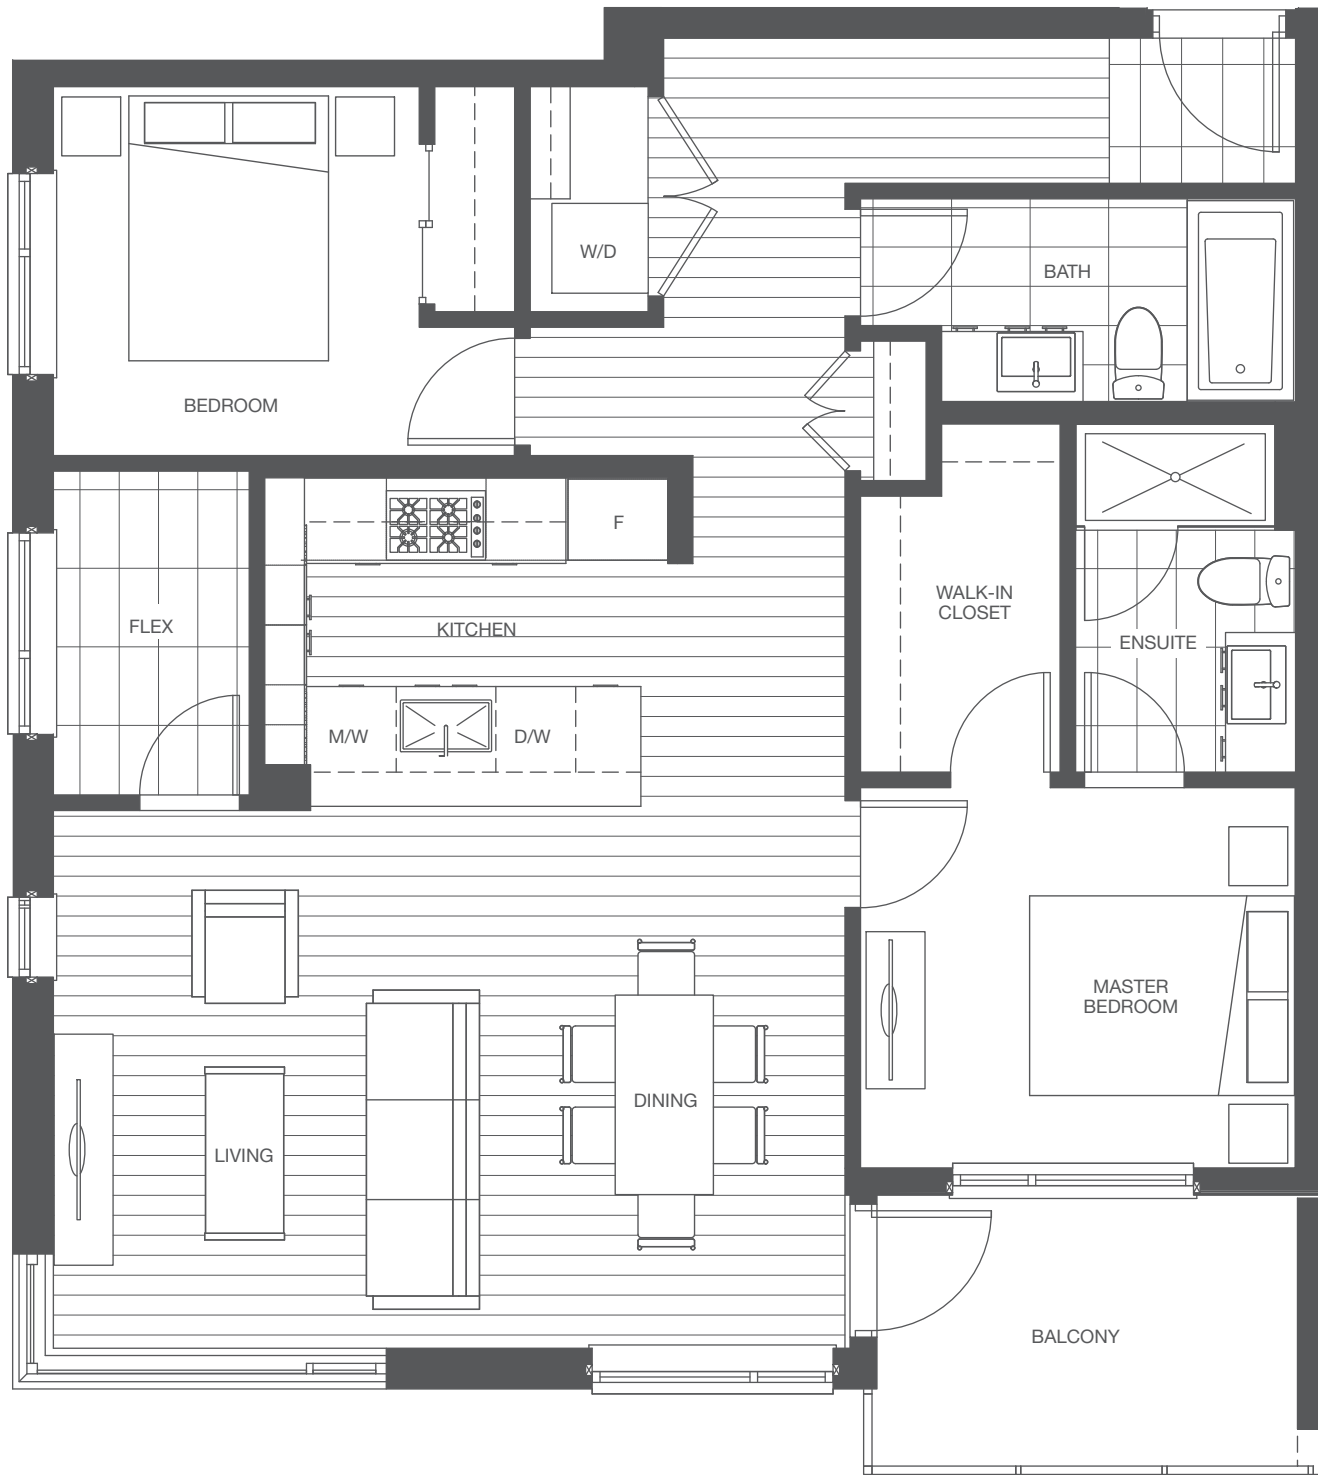 W/D
BATH
BEDROOM
F
FLEX
KITCHEN
WALK-IN
CLOSET
ENSUITE
M/W
D/W
MASTER
BEDROOM
DINING
LIVING
BALCONY